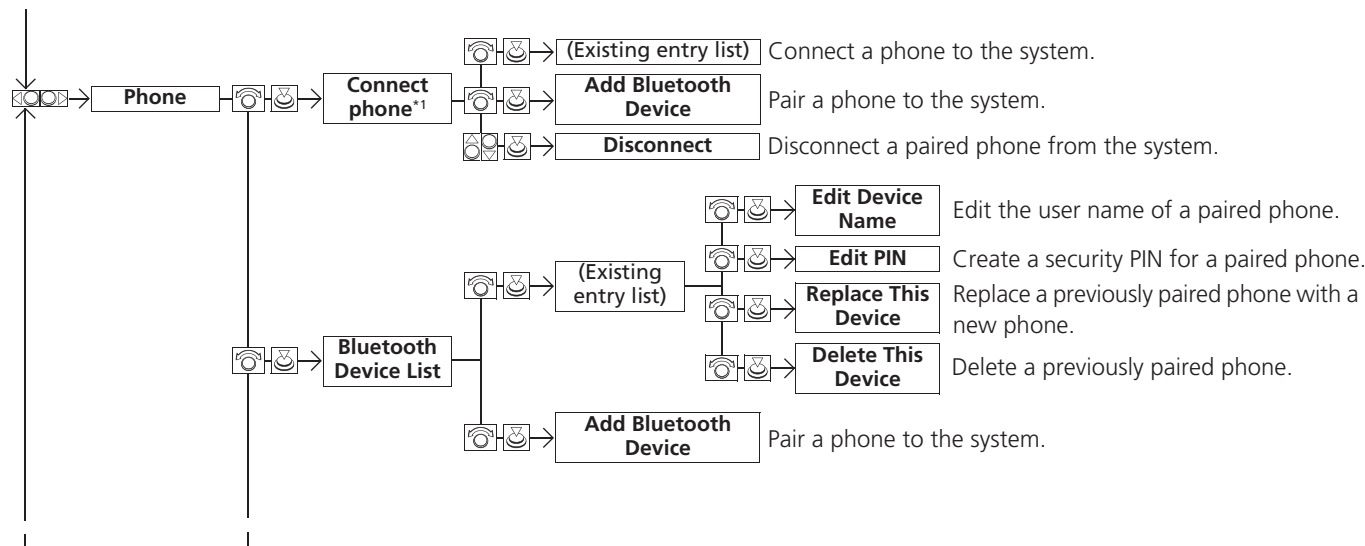 (Existing entry list) Connect a phone to the system.
Phone
Connect
phone*1
Add Bluetooth
Device
Pair a phone to the system.
Disconnect Disconnect a paired phone from the system.
Bluetooth
Device List
(Existing
entry list)
Edit Device
Name
Edit the user name of a paired phone.
Edit PIN Create a security PIN for a paired phone.
Replace This
Device
Replace a previously paired phone with a
new phone.
Delete This
Device
Delete a previously paired phone.
Add Bluetooth
Device
Pair a phone to the system.